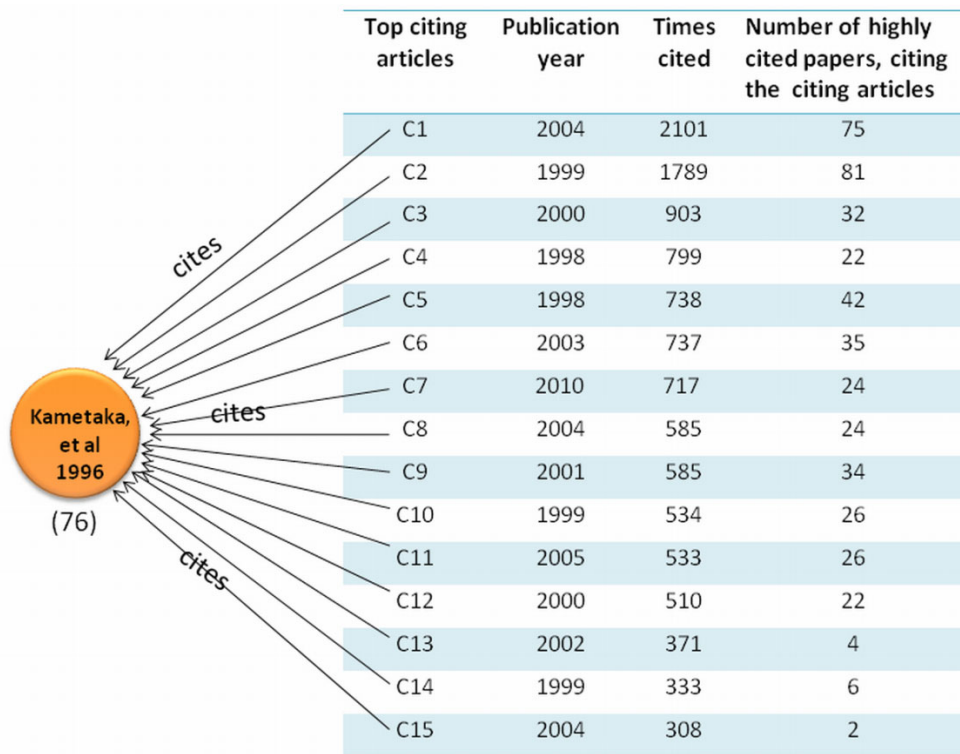 Top citing articles Publication year Times cited Number of highly cited papers, citing the citing articles
C1 2004 2101 75
C2 1999 1789 81
C3 2000 903 32
C4 1998 799 22
C5 1998 738 42
C6 2003 737 35
C7 2010 717 24
C8 2004 585 24
C9 2001 585 34
C10 1999 534 26
C11 2005 533 26
C12 2000 510 22
C13 2002 371 4
C14 1999 333 6
C15 2004 308 2
cites
cites
Kametaka,
et al
1996
(76)
cites